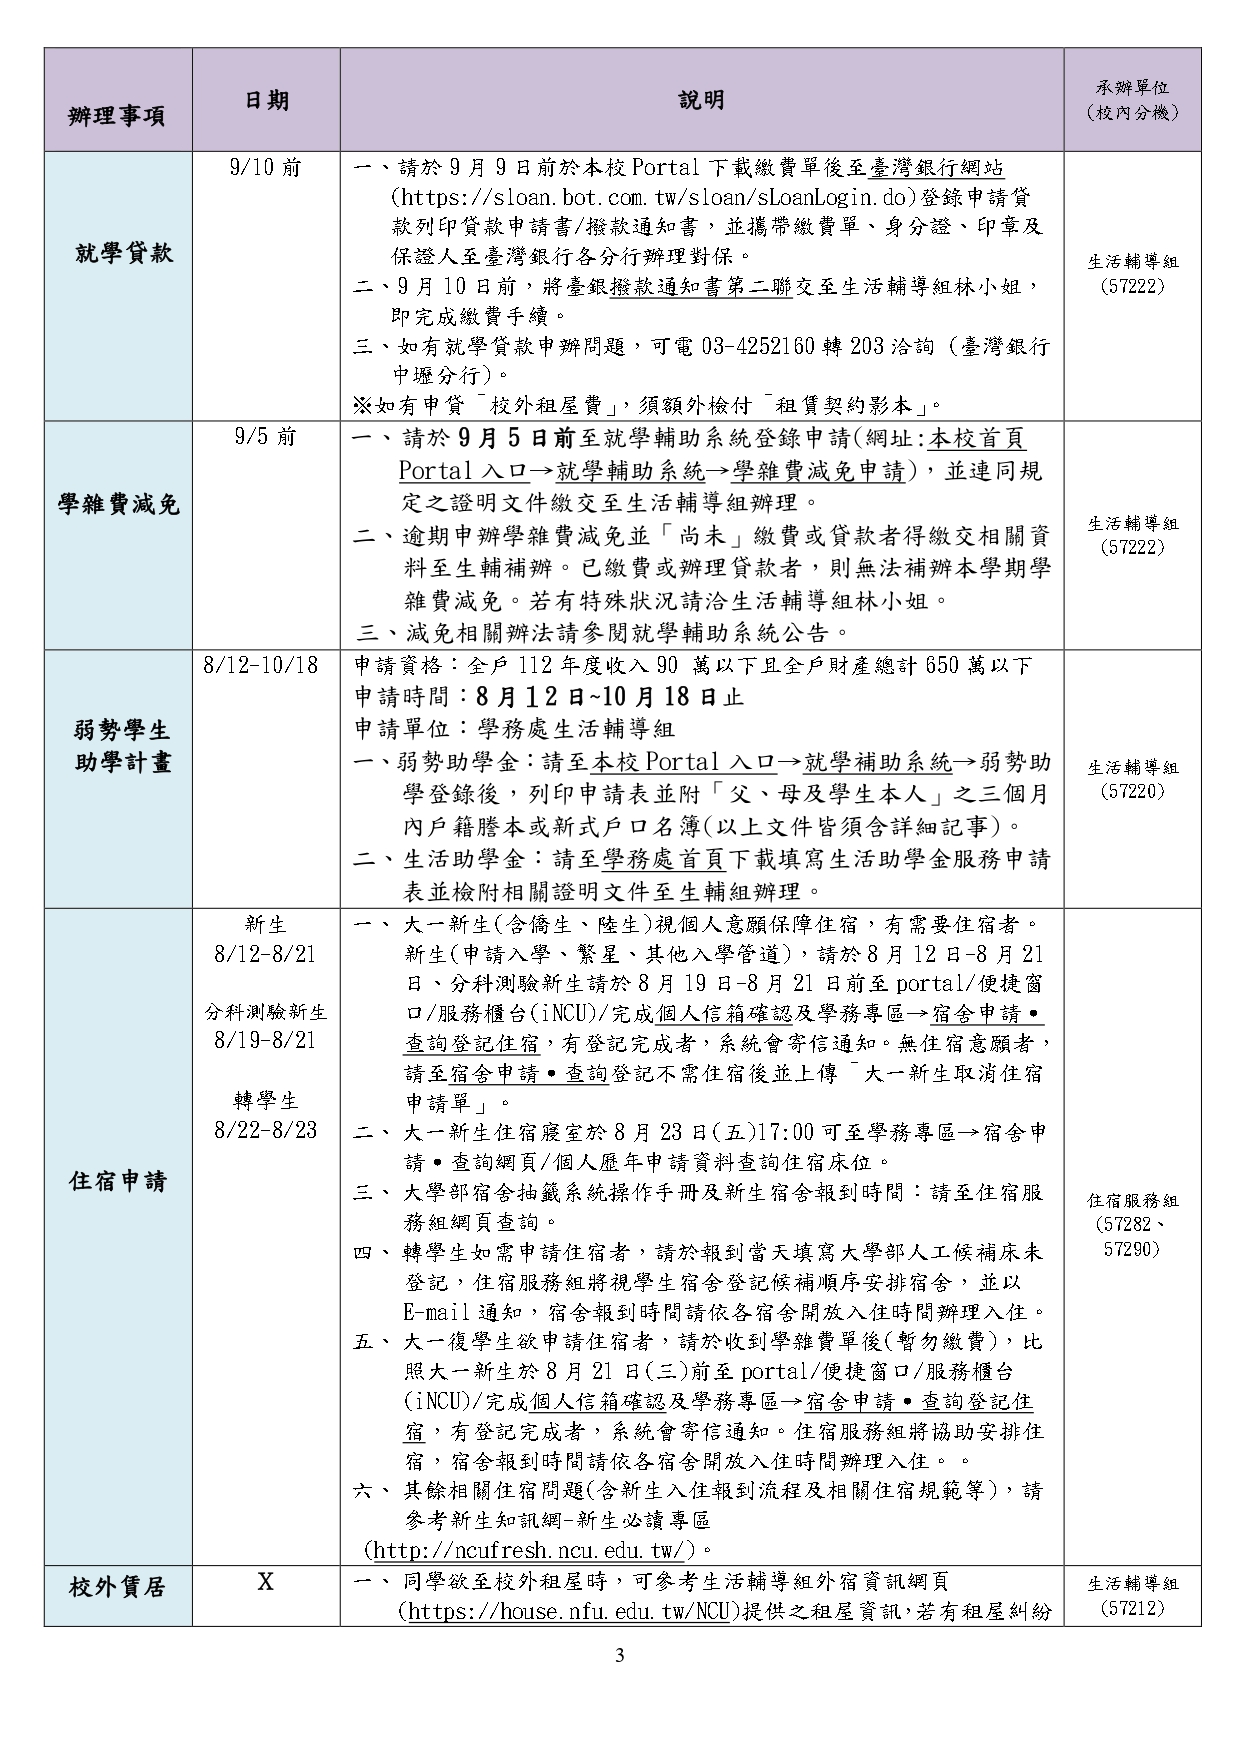 辦理事項
日期
說明
承辦單位
(校內分機)
就學貸款
9/10 前
一、請於 9 月 9 日前於本校 Portal 下載繳費單後至臺灣銀行網站
(https://sloan.bot.com.tw/sloan/sLoanLogin.do)登錄申請貸
款列印貸款申請書/撥款通知書，並攜帶繳費單、身分證、印章及
保證人至臺灣銀行各分行辦理對保。
二、9 月 10 日前，將臺銀撥款通知書第二聯交至生活輔導組林小姐，
即完成繳費手續。
三、如有就學貸款申辦問題，可電 03-4252160 轉 203 洽詢 (臺灣銀行
中壢分行)。
※如有申貸「校外租屋費」，須額外檢付「租賃契約影本」。
生活輔導組
(57222)
學雜費減免
9/5 前
一、請於 9 月 5 日前至就學輔助系統登錄申請(網址:本校首頁
Portal 入口→就學輔助系統→學雜費減免申請)，並連同規
定之證明文件繳交至生活輔導組辦理。
二、逾期申辦學雜費減免並「尚未」繳費或貸款者得繳交相關資
料至生輔補辦。已繳費或辦理貸款者，則無法補辦本學期學
雜費減免。若有特殊狀況請洽生活輔導組林小姐。
三、減免相關辦法請參閱就學輔助系統公告。
生活輔導組
(57222)
弱勢學生
助學計畫
8/12-10/18
申請資格：全戶 112 年度收入 90 萬以下且全戶財產總計 650 萬以下
申請時間：8 月１2 日~10 月 18 日止
申請單位：學務處生活輔導組
一、弱勢助學金：請至本校 Portal 入口→就學補助系統→弱勢助
學登錄後，列印申請表並附「父、母及學生本人」之三個月
內戶籍謄本或新式戶口名簿(以上文件皆須含詳細記事)。
二、生活助學金：請至學務處首頁下載填寫生活助學金服務申請
表並檢附相關證明文件至生輔組辦理。
生活輔導組
(57220)
住宿申請
新生
8/12-8/21
分科測驗新生
8/19-8/21
轉學生
8/22-8/23
一、 大一新生(含僑生、陸生)視個人意願保障住宿，有需要住宿者。
新生(申請入學、繁星、其他入學管道)，請於 8 月 12 日-8 月 21
日、分科測驗新生請於 8 月 19 日-8 月 21 日前至 portal/便捷窗
口/服務櫃台(iNCU)/完成個人信箱確認及學務專區→宿舍申請•
查詢登記住宿，有登記完成者，系統會寄信通知。無住宿意願者，
請至宿舍申請•查詢登記不需住宿後並上傳「大一新生取消住宿
申請單」。
二、 大一新生住宿寢室於 8 月 23 日(五)17:00 可至學務專區→宿舍申
請•查詢網頁/個人歷年申請資料查詢住宿床位。
三、 大學部宿舍抽籤系統操作手冊及新生宿舍報到時間：請至住宿服
務組網頁查詢。
四、 轉學生如需申請住宿者，請於報到當天填寫大學部人工候補床未
登記，住宿服務組將視學生宿舍登記候補順序安排宿舍，並以
E-mail 通知，宿舍報到時間請依各宿舍開放入住時間辦理入住。
五、 大一復學生欲申請住宿者，請於收到學雜費單後(暫勿繳費)，比
照大一新生於 8 月 21 日(三)前至 portal/便捷窗口/服務櫃台
(iNCU)/完成個人信箱確認及學務專區→宿舍申請•查詢登記住
宿，有登記完成者，系統會寄信通知。住宿服務組將協助安排住
宿，宿舍報到時間請依各宿舍開放入住時間辦理入住。。
六、 其餘相關住宿問題(含新生入住報到流程及相關住宿規範等)，請
參考新生知訊網-新生必讀專區
(http://ncufresh.ncu.edu.tw/)。
住宿服務組
(57282、
57290)
校外賃居
X
一、 同學欲至校外租屋時，可參考生活輔導組外宿資訊網頁
(https://house.nfu.edu.tw/NCU)提供之租屋資訊，若有租屋糾紛
生活輔導組
(57212)
3